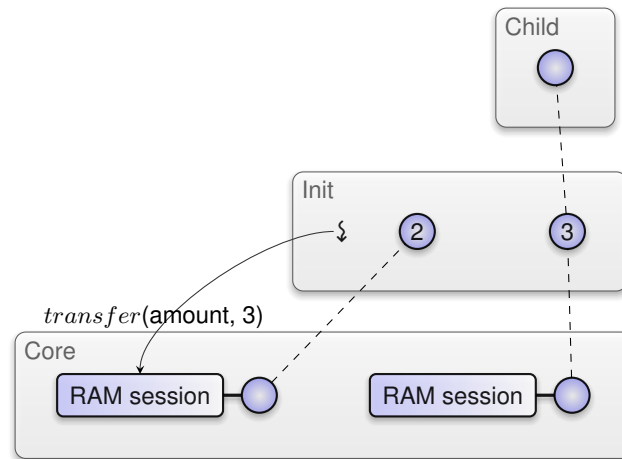 Child
Init
2
3
transfer(amount, 3)
Core
RAM session
RAM session